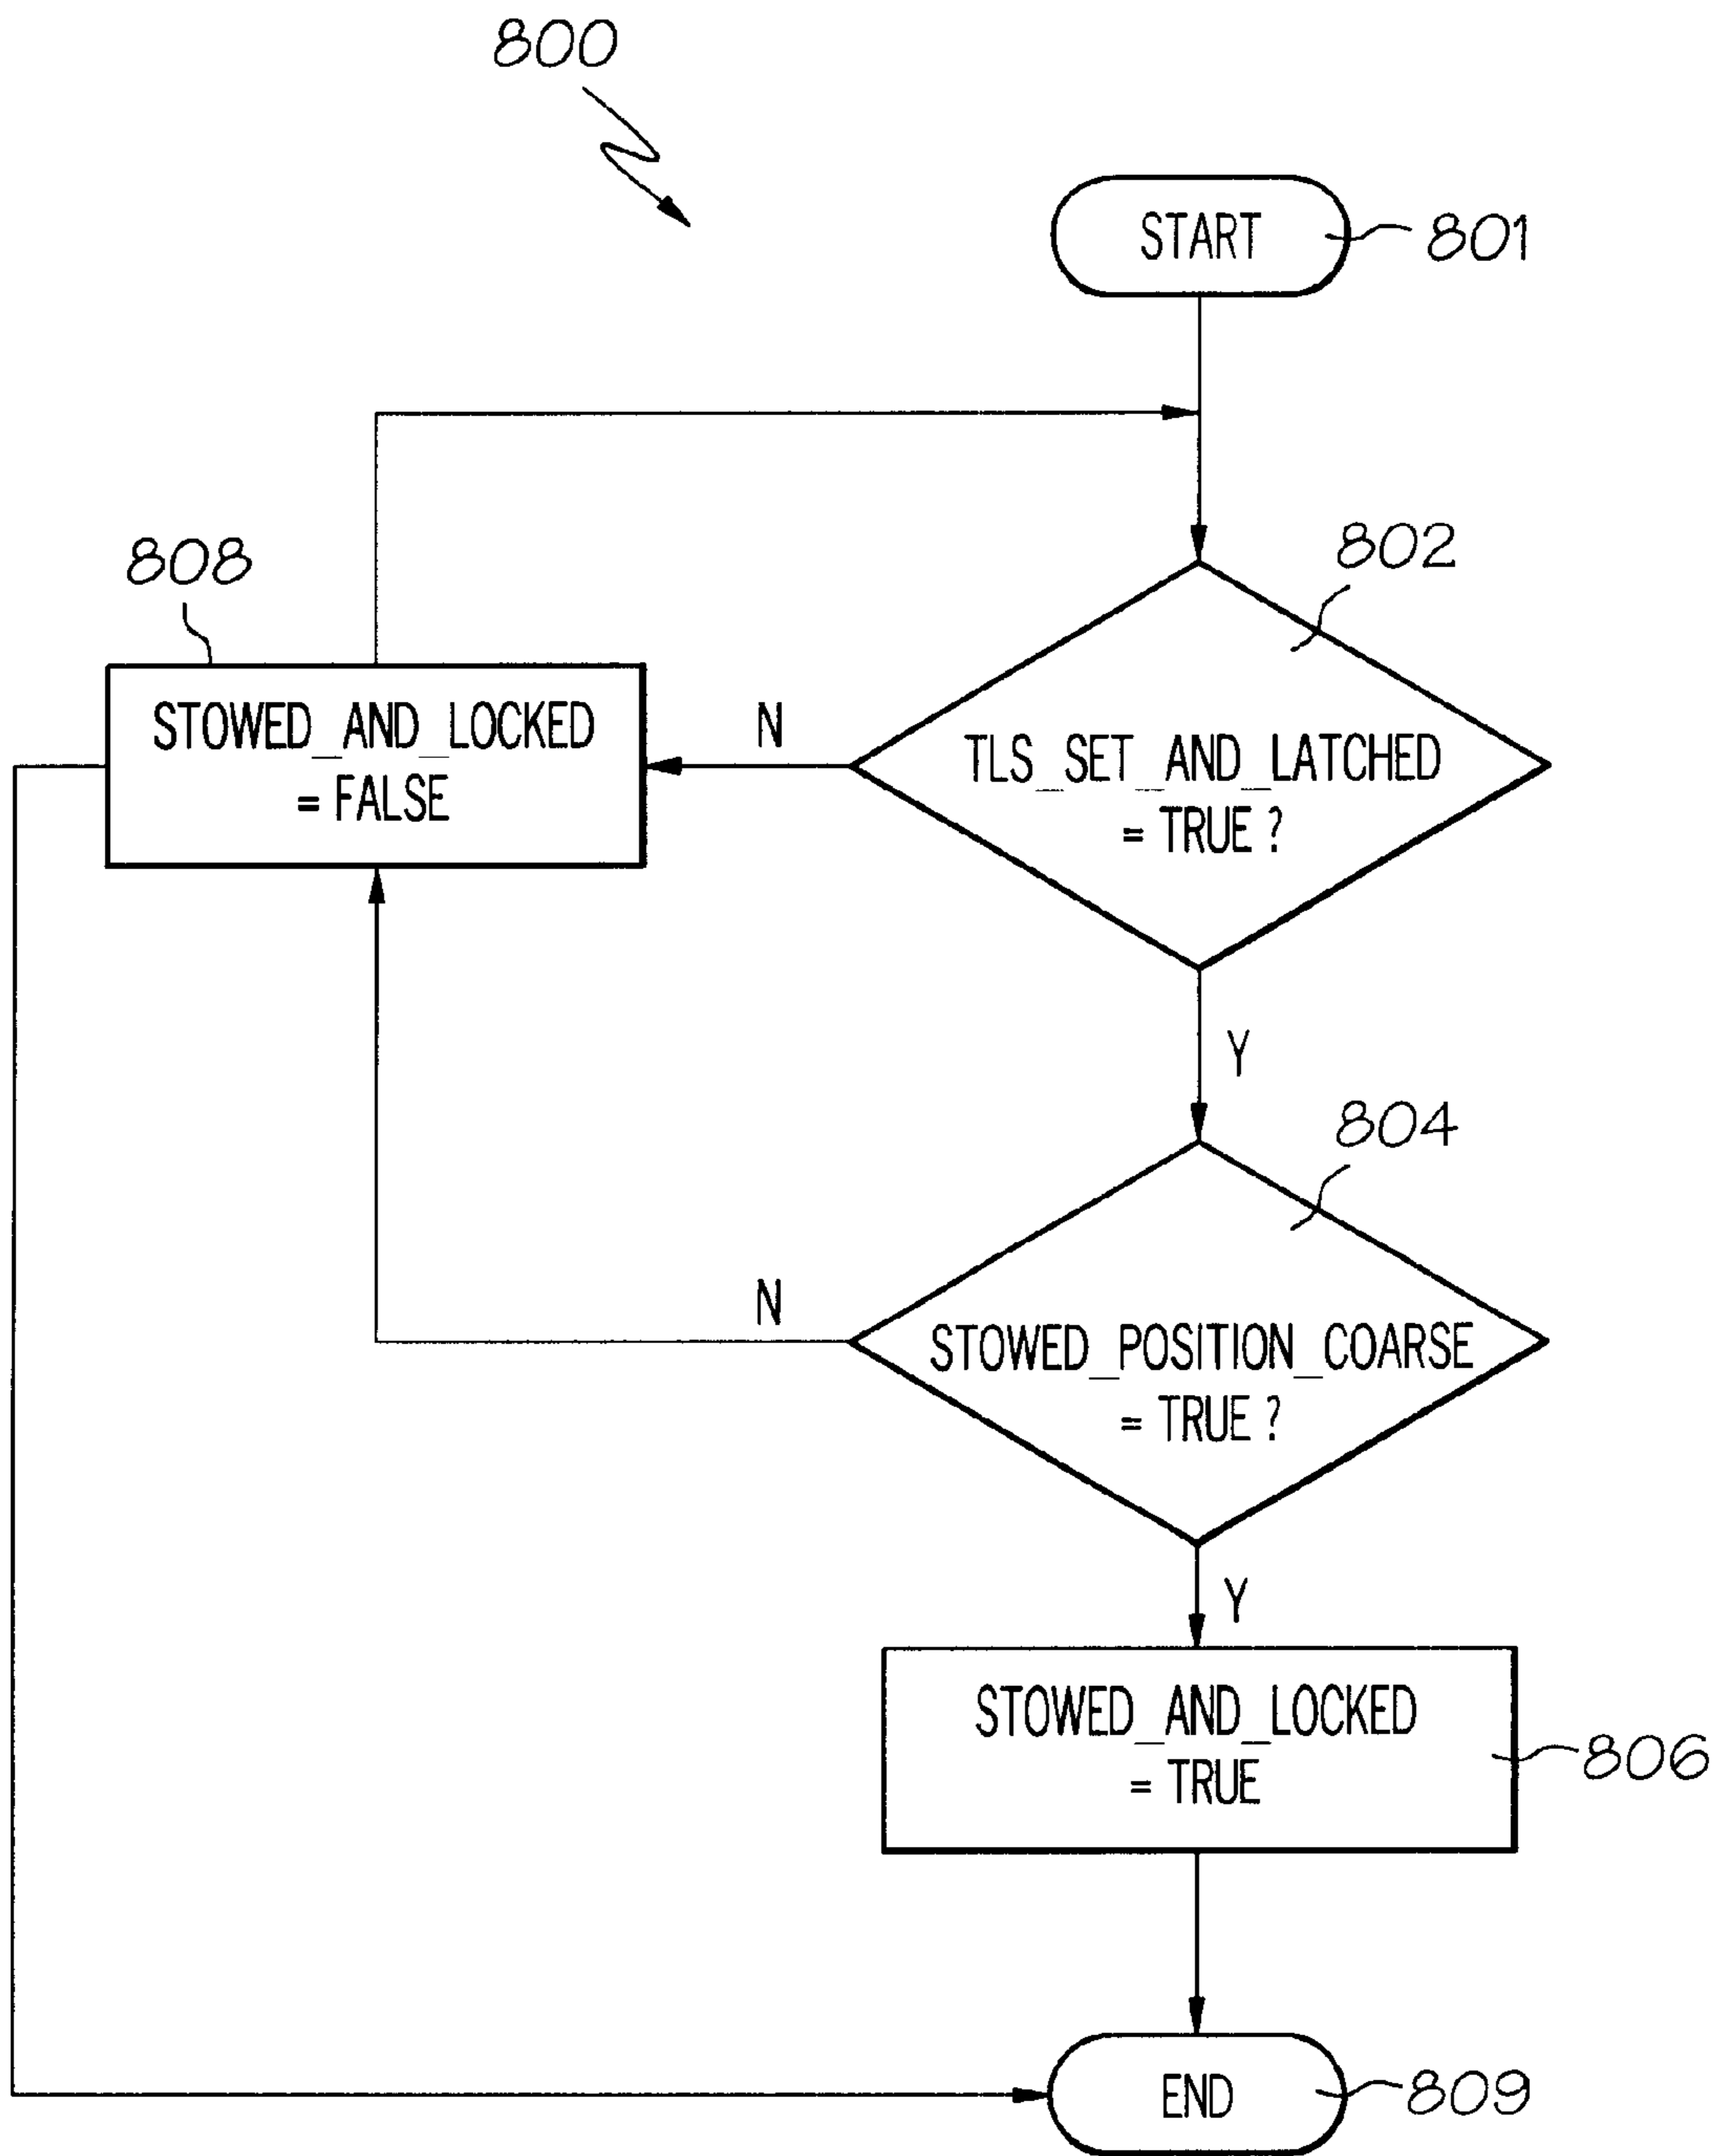 800
START
801
802
808
STOWED_AND_LOCKED
= FALSE
N
TLS_SET_AND_LATCHED
= TRUE ?
Y
804
N
STOWED_POSITION_COARSE
= TRUE ?
Y
STOWED_AND_LOCKED
= TRUE
806
END
809